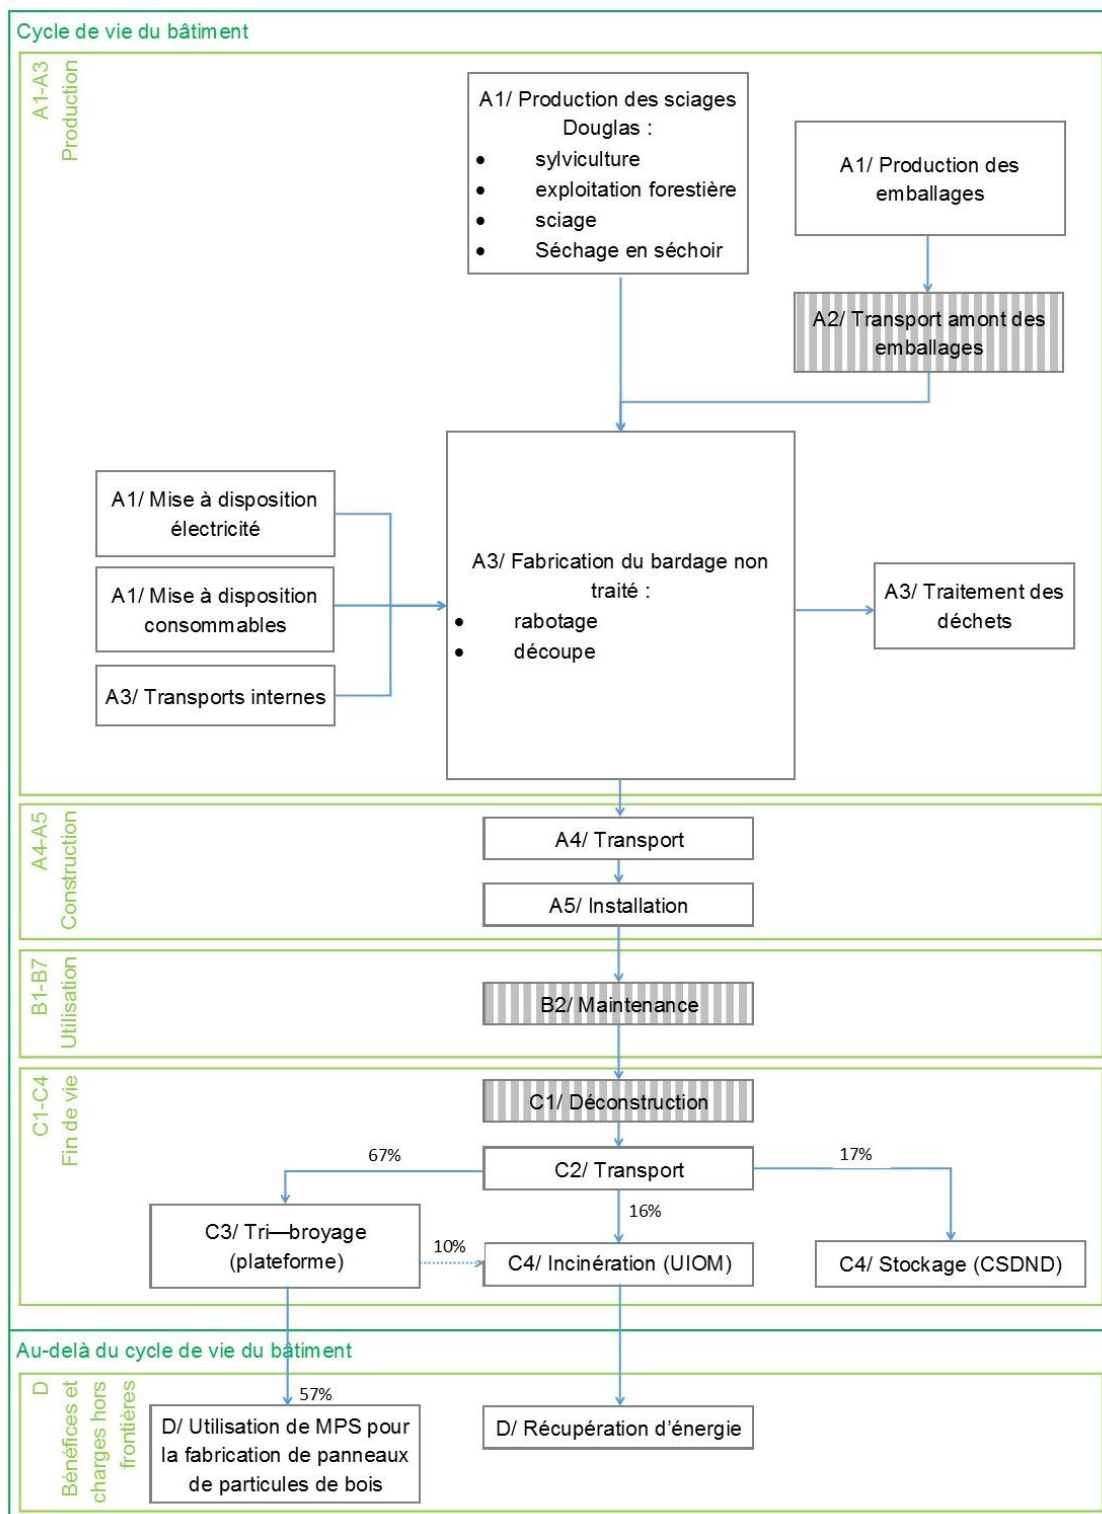 Cycle de vie du bâtiment
A1-A3
Production
A1/ Production des sciages
Douglas :
• sylviculture
• exploitation forestière
• sciage
• Séchage en séchoir
A1/ Production des
emballages
A2/ Transport amont des
emballages
A1/ Mise à disposition
électricité
A1/ Mise à disposition
consommables
A3/ Transports internes
A3/ Fabrication du bardage non
traité :
• rabotage
• découpe
A3/ Traitement des
déchets
A4-A5
Construction
A4/ Transport
A5/ Installation
B1-B7
Utilisation
B2/ Maintenance
C1-C4
Fin de vie
C1/ Déconstruction
67%
C2/ Transport
17%
16%
C3/ Tri—broyage
(plateforme)
10%
C4/ Incinération (UIOM)
C4/ Stockage (CSDND)
Au-delà du cycle de vie du bâtiment
D
Bénéfices et
charges hors
frontières
57%
D/ Utilisation de MPS pour
la fabrication de panneaux
de particules de bois
D/ Récupération d’énergie